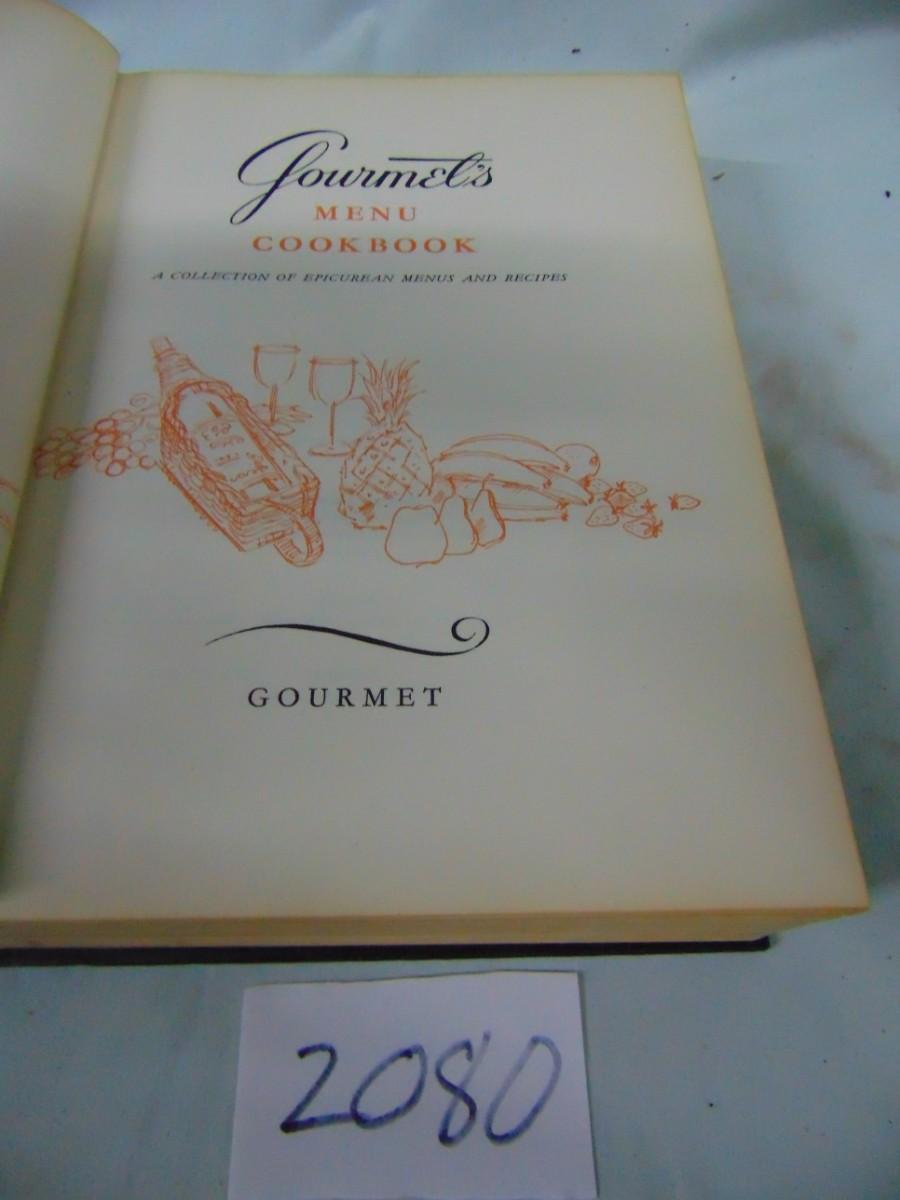 Gourmet's
MENU
COOKBOOK
A COLLECTION OF EPICUREAN MENUS AND RECIPES
GOURMET
2080